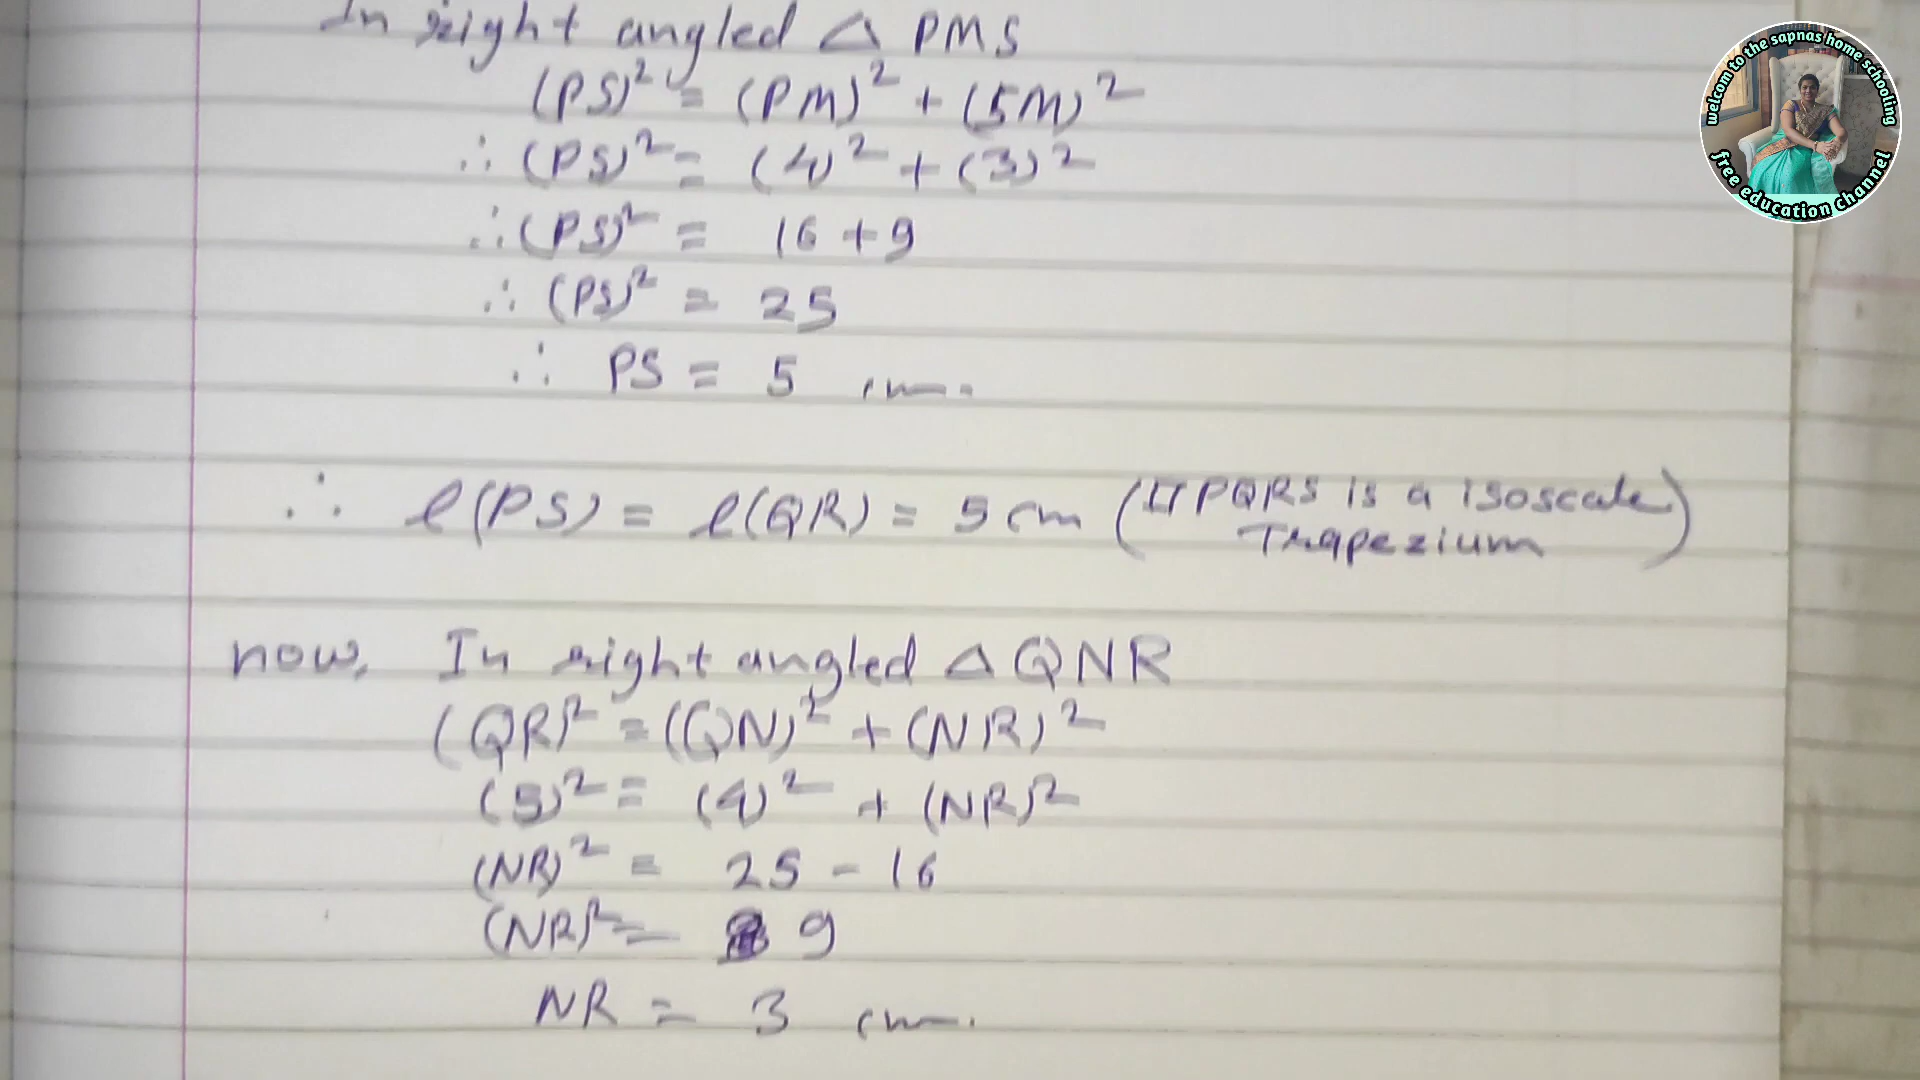 In right angled △ PMS
(PS)² = (PM)² + (SM)²
∴ (PS)² = (4)² + (3)²
∴ (PS)² = 16 + 9
∴ (PS)² = 25
∴ PS = 5 cm.
∴ l(PS) = l(QR) = 5 cm (□ PQRS is a isoscale
Trapezium)
now, In right angled △ QNR
(QR)² = (QN)² + (NR)²
(5)² = (4)² + (NR)²
(NR)² = 25 - 16
(NR)² = 9
NR = 3 cm.
welcom to the sapnas home schooling
free education channel